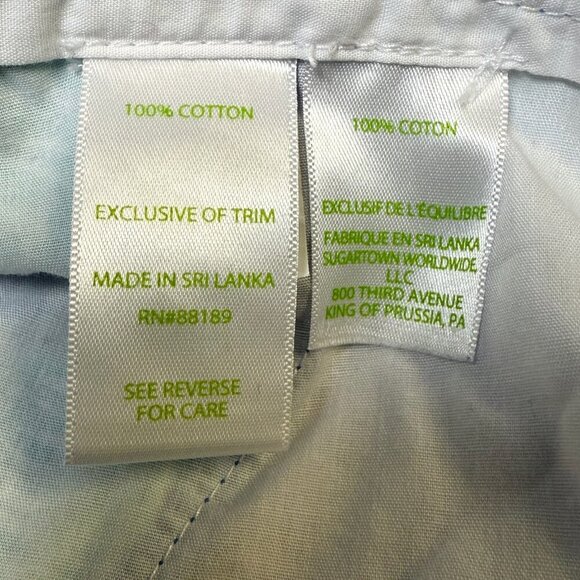 100% COTTON
EXCLUSIVE OF TRIM
MADE IN SRI LANKA
RN#88189
SEE REVERSE
FOR CARE
100% COTON
EXCLUSIF DE L'ÉQUILIBRE
FABRIQUE EN SRI LANKA
SUGARTOWN WORLDWIDE,
LLC
800 THIRD AVENUE
KING OF PRUSSIA, PA